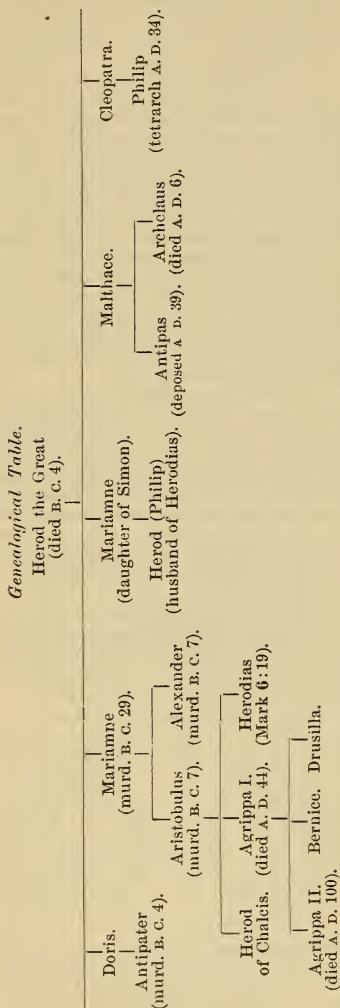 Genealogical Table.
Herod the Great
(died B. C. 4).
Doris.
Antipater
(murd. B. C. 4).
Mariamne
(murd. B. C. 29).
Aristobulus
(murd. B. C. 7).
Alexander
(murd. B. C. 7).
Herod
of Chalcis.
Agrippa I.
(died A. D. 44).
Herodias
(Mark 6:19).
Agrippa II.
(died A. D. 100).
Bernice.
Drusilla.
Mariamne
(daughter of Simon).
Herod (Philip)
(husband of Herodias).
Malthace.
Antipas
(deposed A D. 39).
Archelaus
(died A. D. 6).
Cleopatra.
Philip
(tetrarch A. D. 34).